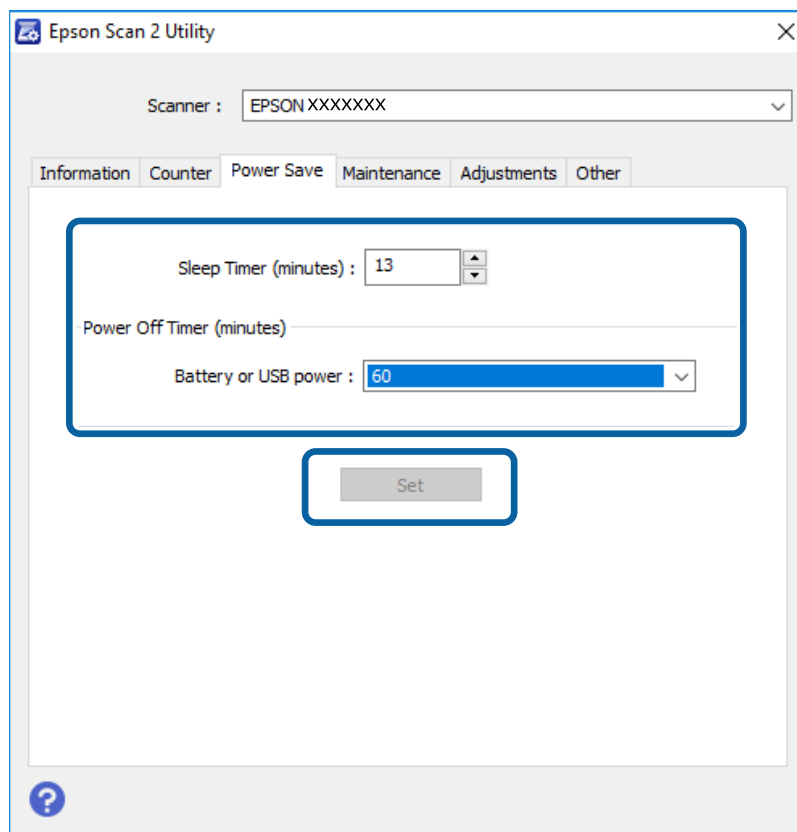 Epson Scan 2 Utility
Scanner : EPSON XXXXXXX
Information Counter Power Save Maintenance Adjustments Other
Sleep Timer (minutes) : 13
Power Off Timer (minutes)
Battery or USB power : 60
Set
?